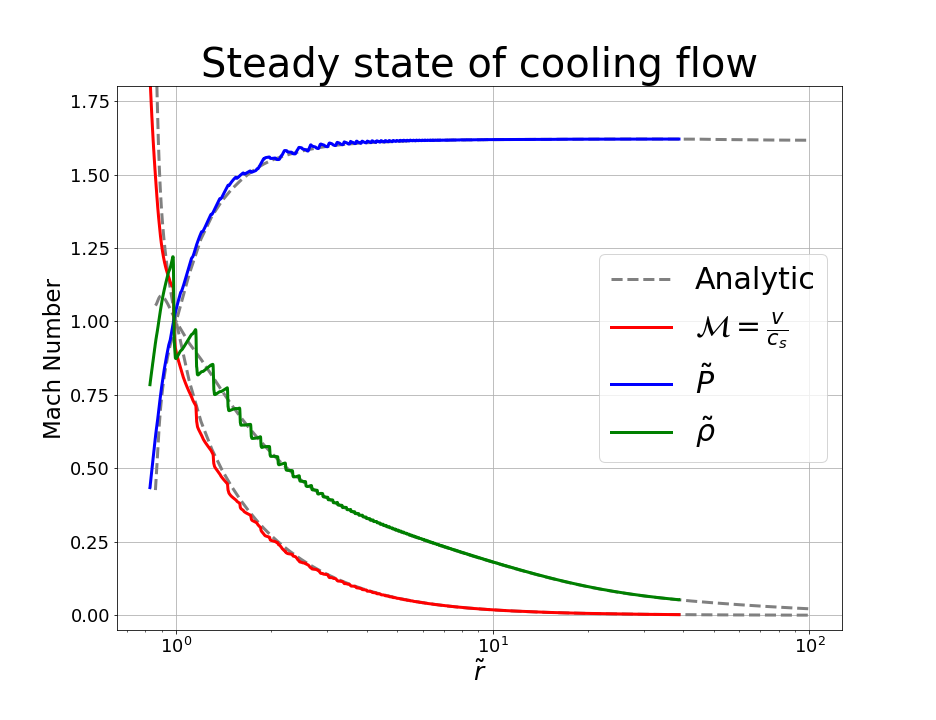 Steady state of cooling flow
Mach Number
1.75
1.50
1.25
1.00
0.75
0.50
0.25
0.00
Analytic
ℳ = v/c_s
P̃
ρ̃
10⁰
10¹
10²
r̃